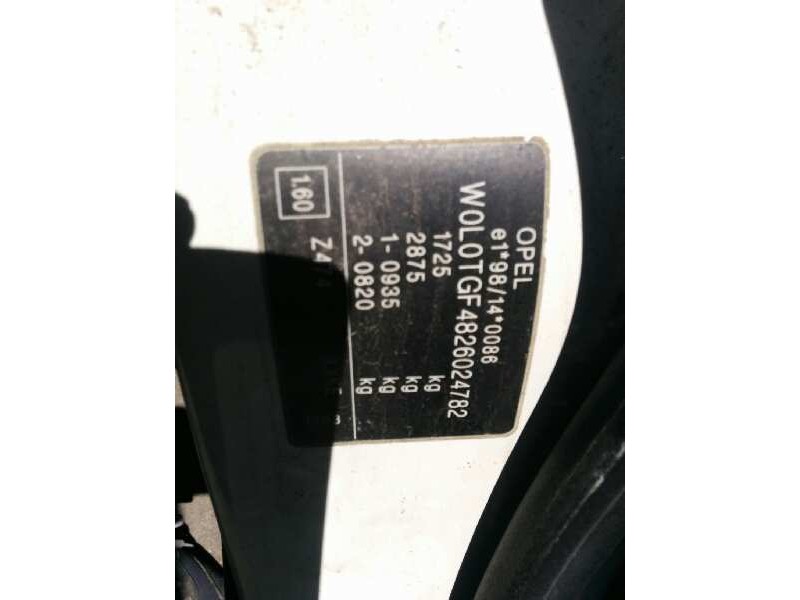 OPEL
e1*98/14*0086
W0L0TGF4826024782
1725 kg
2875 kg
1- 0935 kg
2- 0820 kg
1.60